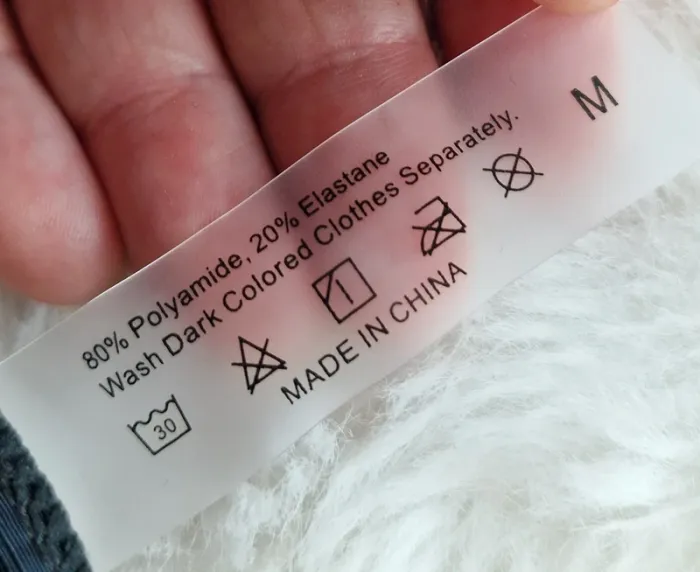 80% Polyamide, 20% Elastane
Wash Dark Colored Clothes Separately.
M
30
MADE IN CHINA